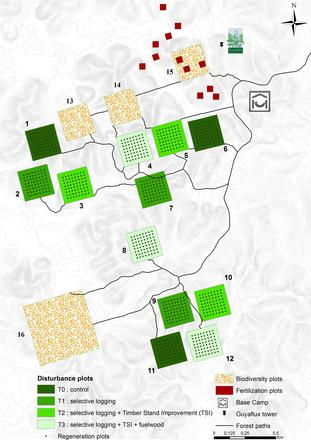 N
15
14
13
1
4
5
6
2
3
7
8
10
9
16
11
12
Disturbance plots
T0 : control
T1 : selective logging
T2 : selective logging + Timber Stand Improvement (TSI)
T3 : selective logging + TSI + fuelwood
Regeneration plots
Biodiversity plots
Fertilization plots
Base Camp
Guyaflux tower
Forest paths
0 0.125 0.25 0.5
Km